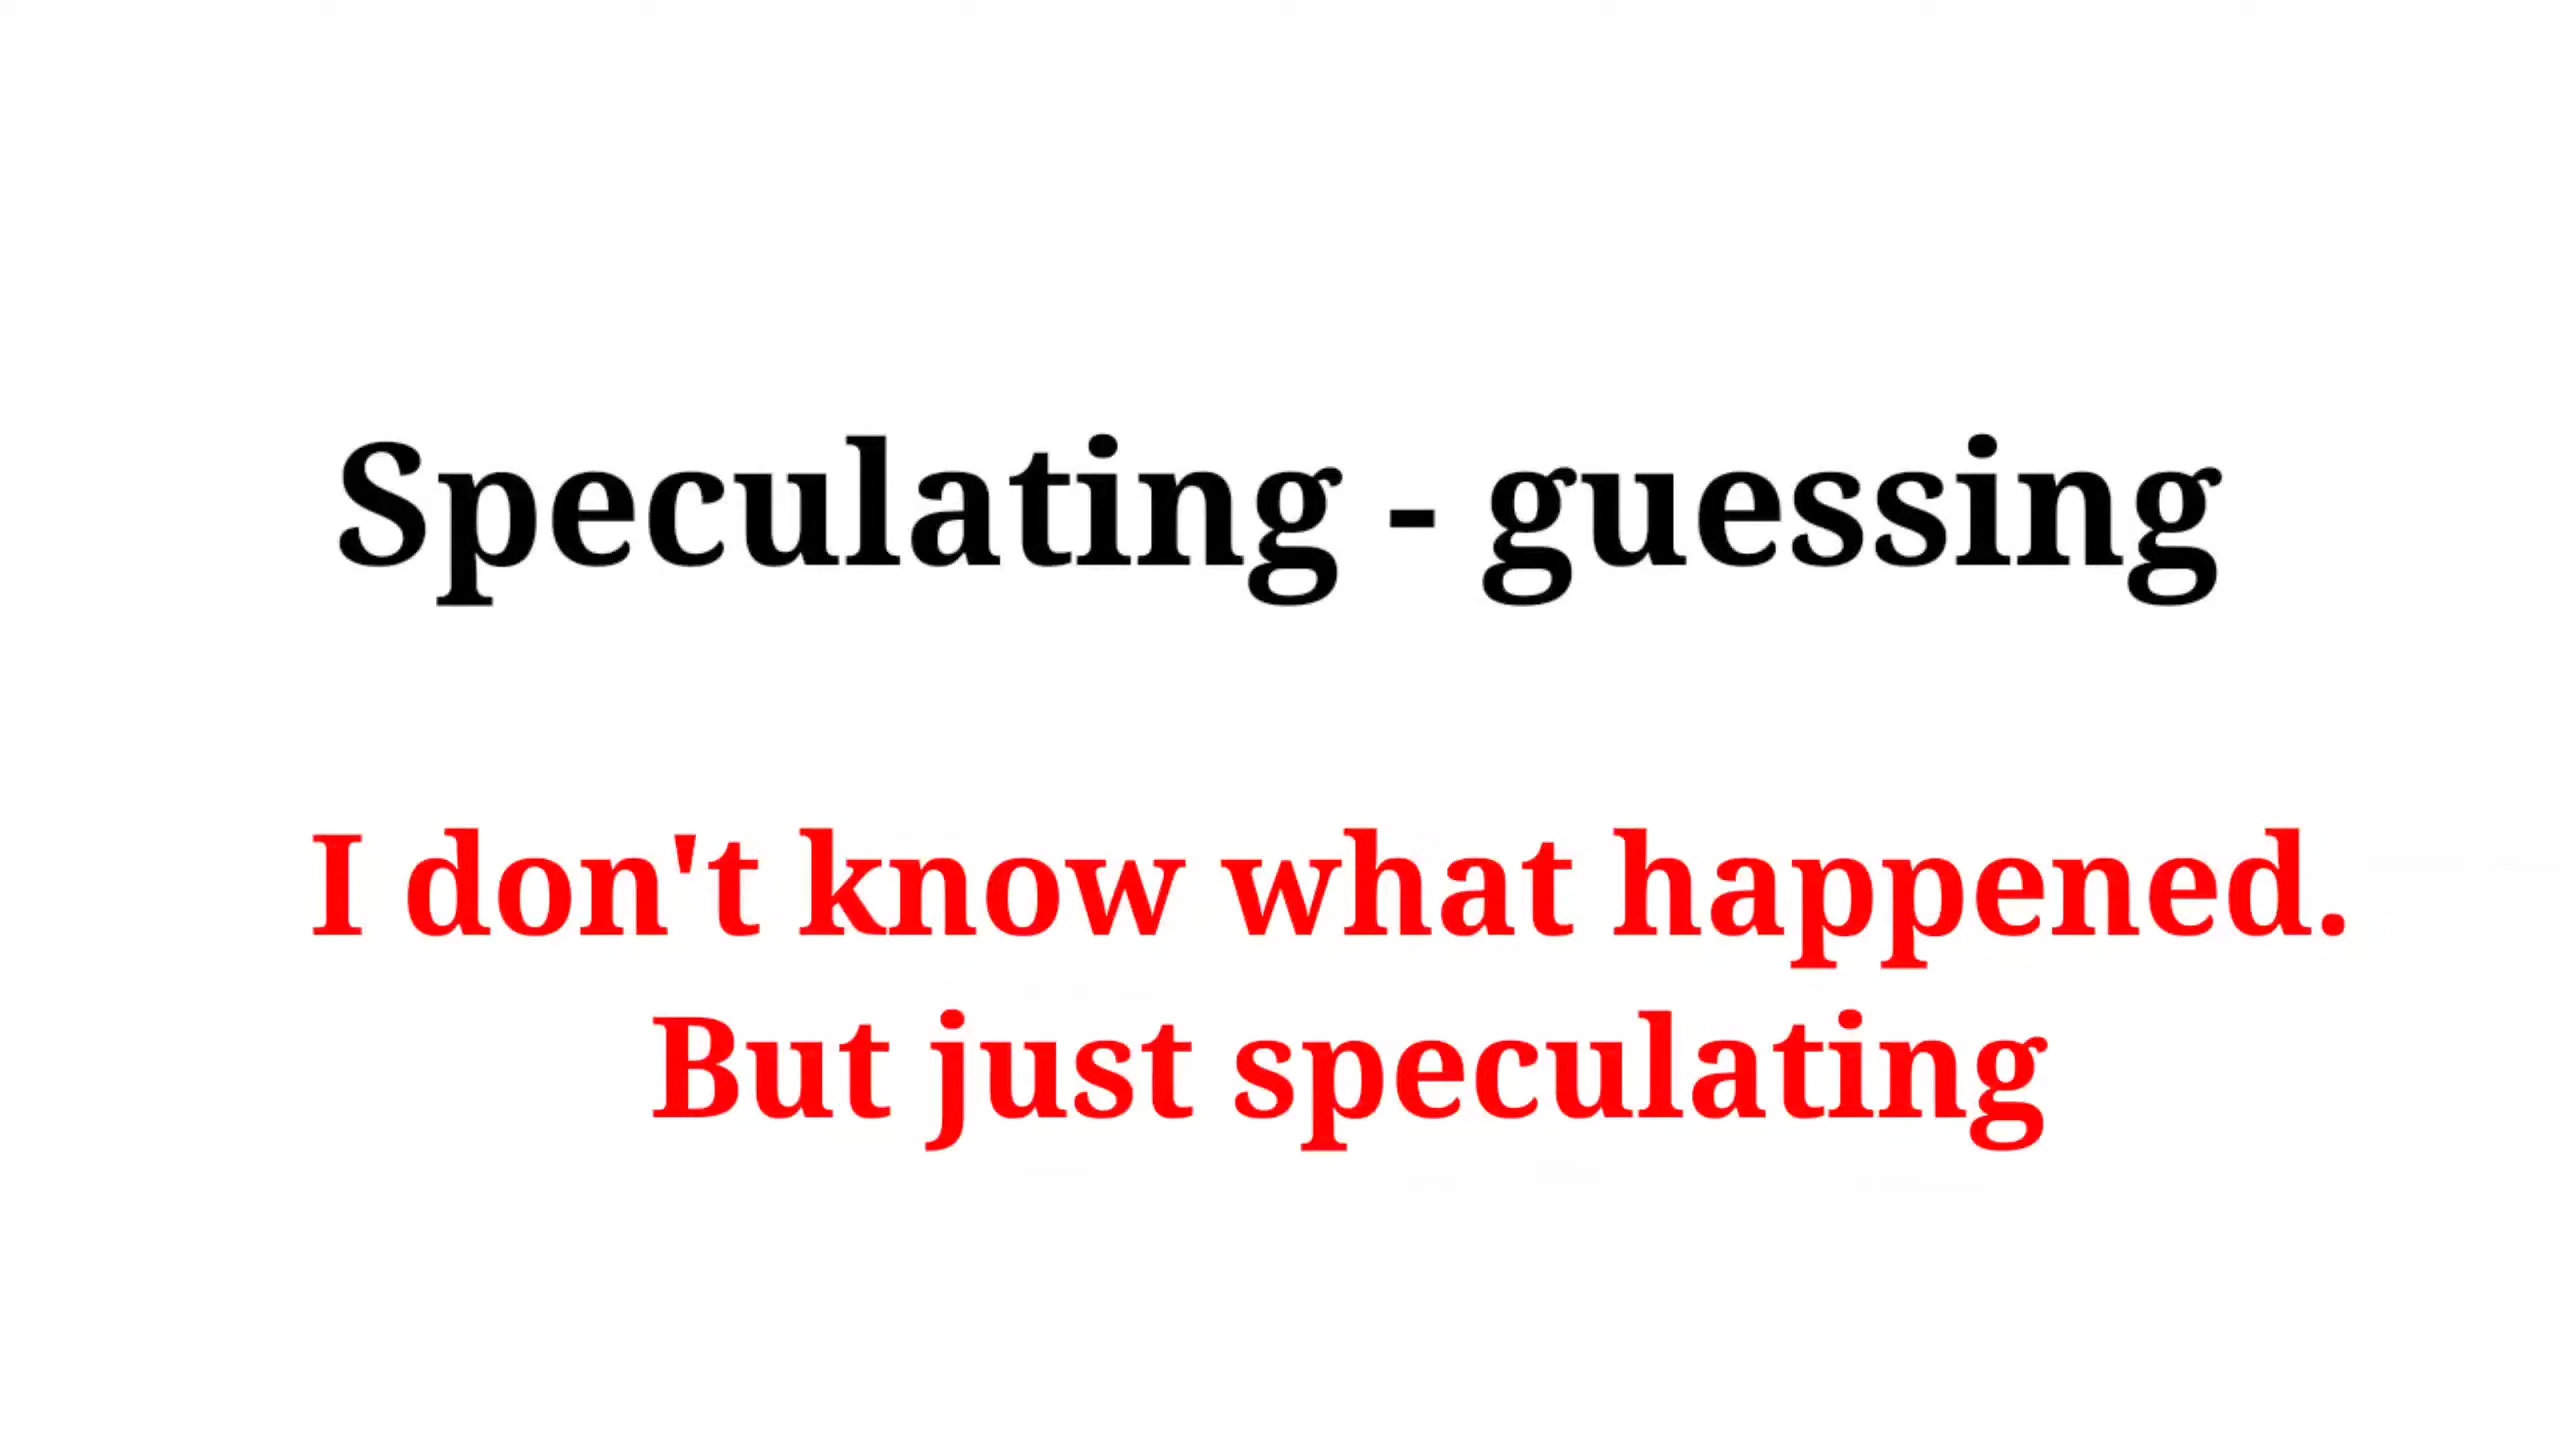 Speculating - guessing
I don't know what happened.
But just speculating